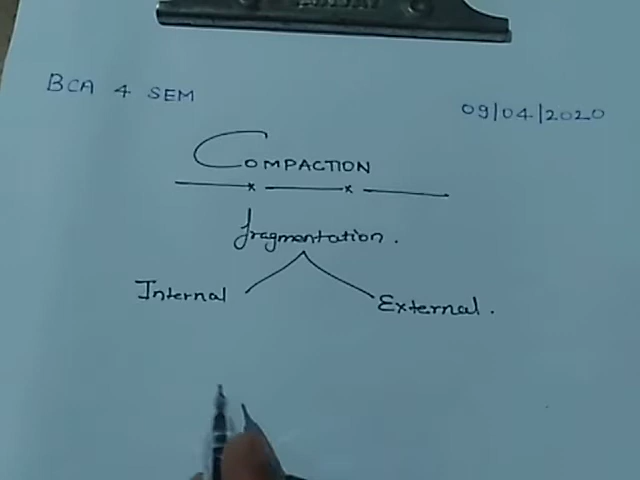 BCA 4 SEM
09/04/2020
COMPACTION
fragmentation.
Internal
External.